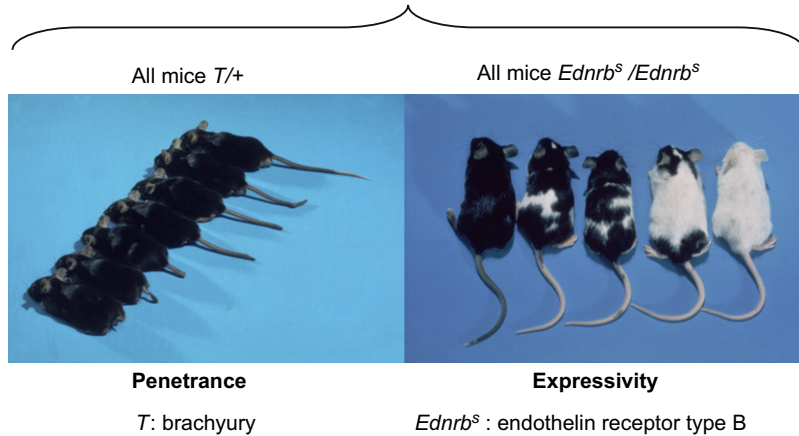 All mice T/+
All mice Ednrbˢ /Ednrbˢ
Penetrance
Expressivity
T: brachyury
Ednrbˢ : endothelin receptor type B